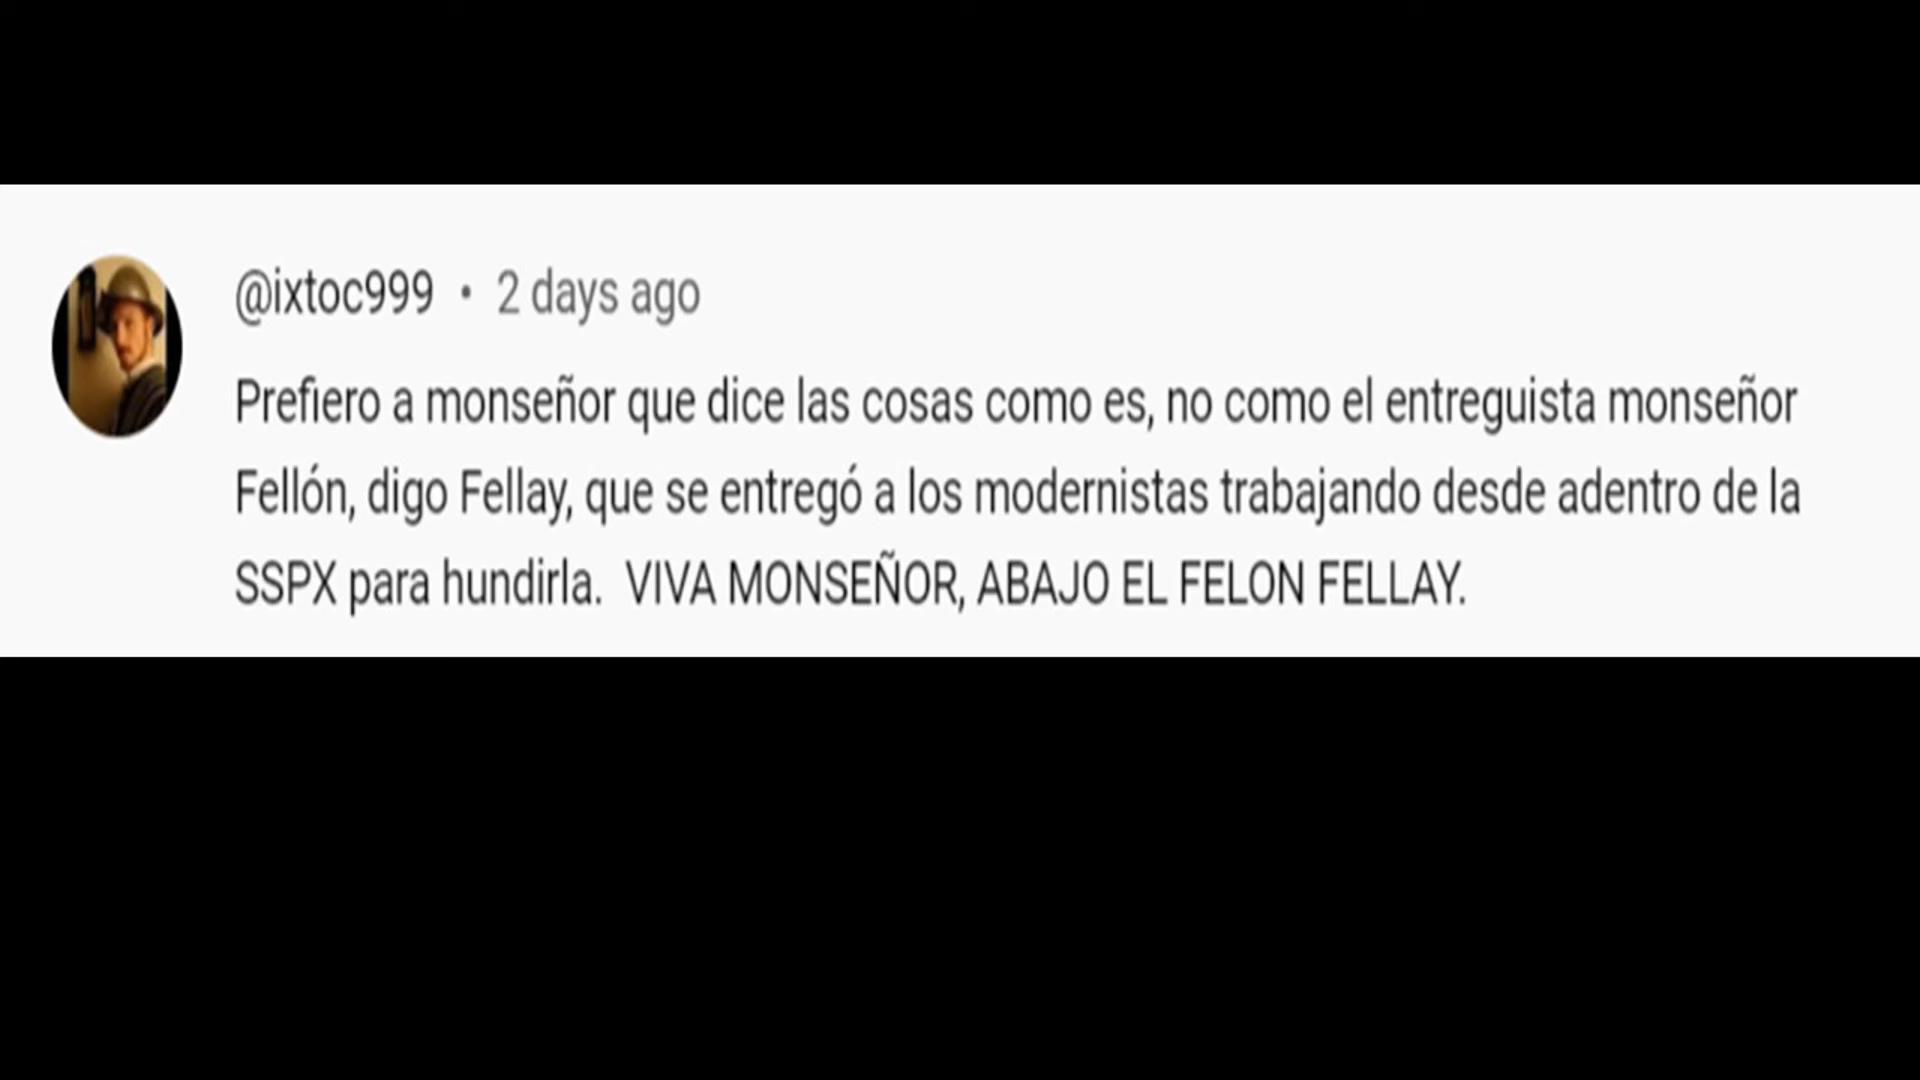 @ixtoc999 • 2 days ago
Prefiero a monseñor que dice las cosas como es, no como el entreguista monseñor
Fellón, digo Fellay, que se entregó a los modernistas trabajando desde adentro de la
SSPX para hundirla.  VIVA MONSEÑOR, ABAJO EL FELON FELLAY.